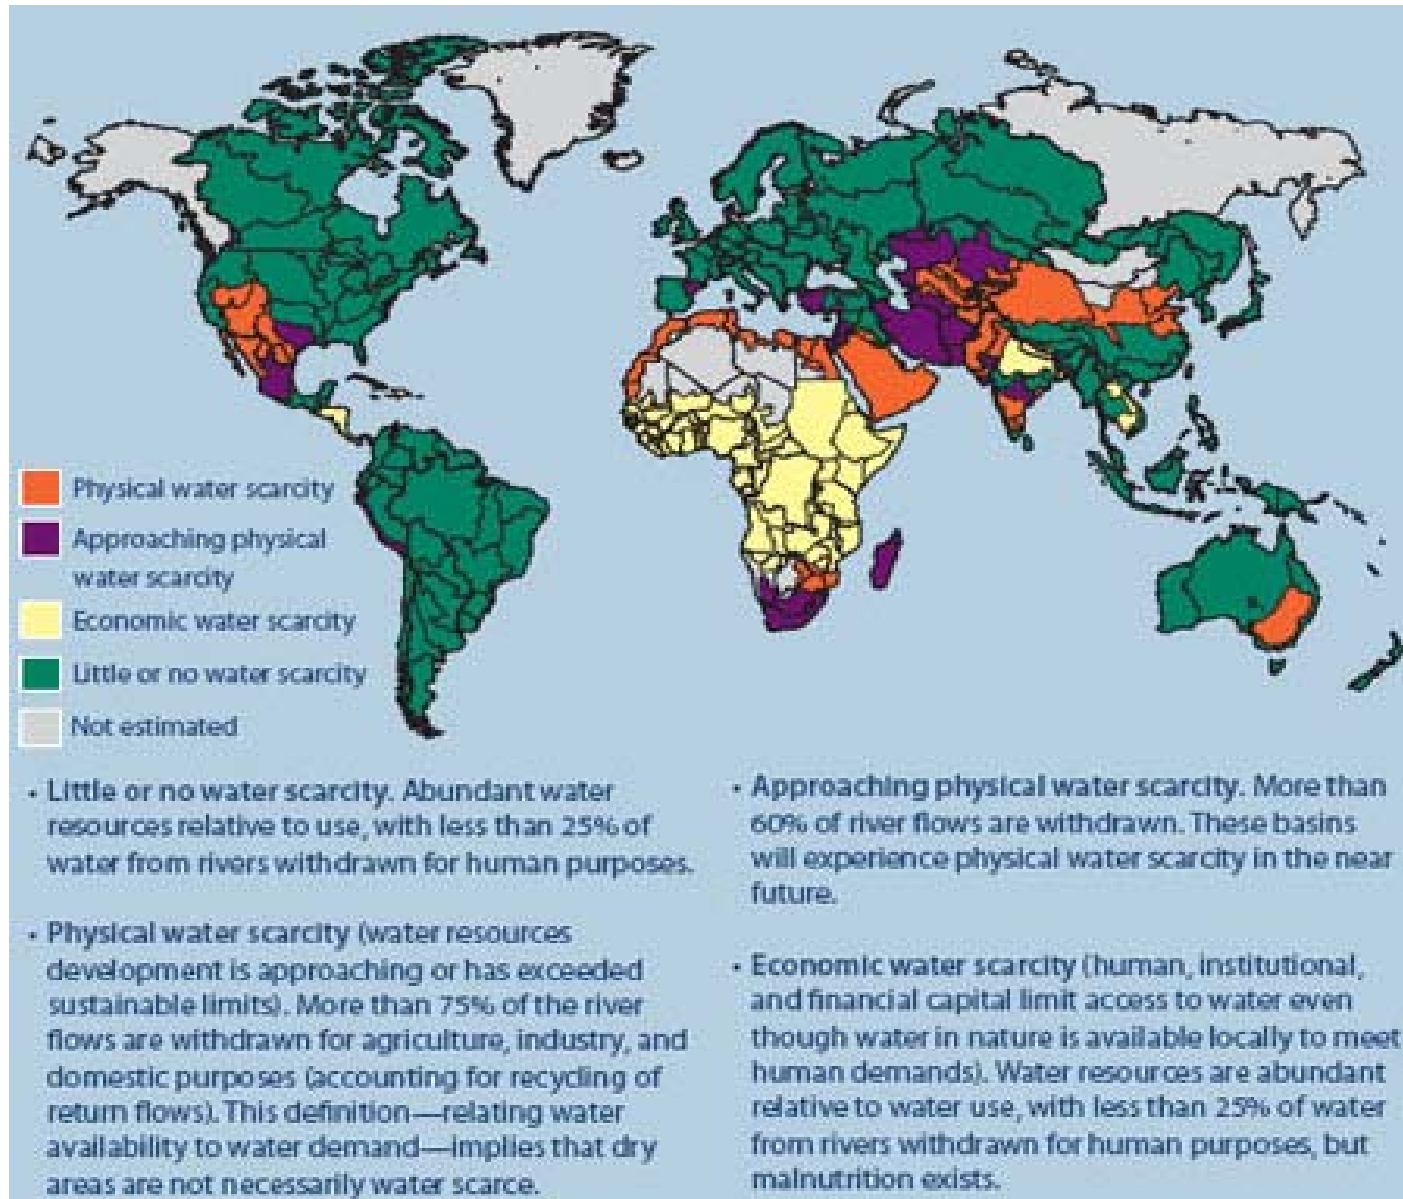 Physical water scarcity
Approaching physical
water scarcity
Economic water scarcity
Little or no water scarcity
Not estimated
• Little or no water scarcity. Abundant water
resources relative to use, with less than 25% of
water from rivers withdrawn for human purposes.
• Physical water scarcity (water resources
development is approaching or has exceeded
sustainable limits). More than 75% of the river
flows are withdrawn for agriculture, industry, and
domestic purposes (accounting for recycling of
return flows). This definition—relating water
availability to water demand—implies that dry
areas are not necessarily water scarce.
• Approaching physical water scarcity. More than
60% of river flows are withdrawn. These basins
will experience physical water scarcity in the near
future.
• Economic water scarcity (human, institutional,
and financial capital limit access to water even
though water in nature is available locally to meet
human demands). Water resources are abundant
relative to water use, with less than 25% of water
from rivers withdrawn for human purposes, but
malnutrition exists.